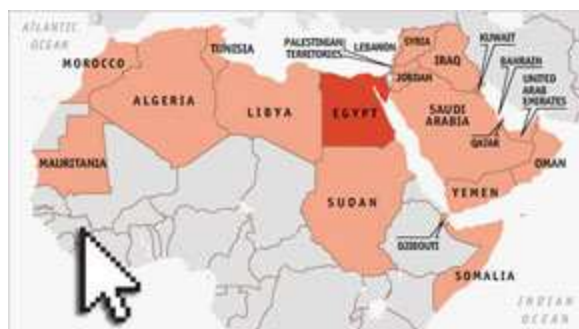 ATLANTIC
OCEAN
MOROCCO
TUNISIA
PALESTINIAN
TERRITORIES
LEBANON
SYRIA
IRAQ
KUWAIT
BAHRAIN
UNITED
ARAB
EMIRATES
JORDAN
ALGERIA
LIBYA
EGYPT
SAUDI
ARABIA
QATAR
OMAN
MAURITANIA
SUDAN
YEMEN
DJIBOUTI
SOMALIA
INDIAN
OCEAN